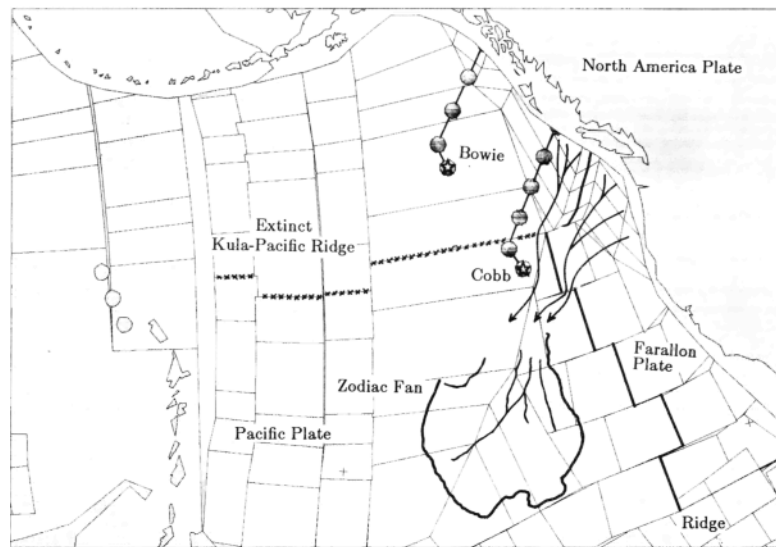 North America Plate
Bowie
Extinct
Kula-Pacific Ridge
Cobb
Farallon
Plate
Zodiac Fan
Pacific Plate
Ridge